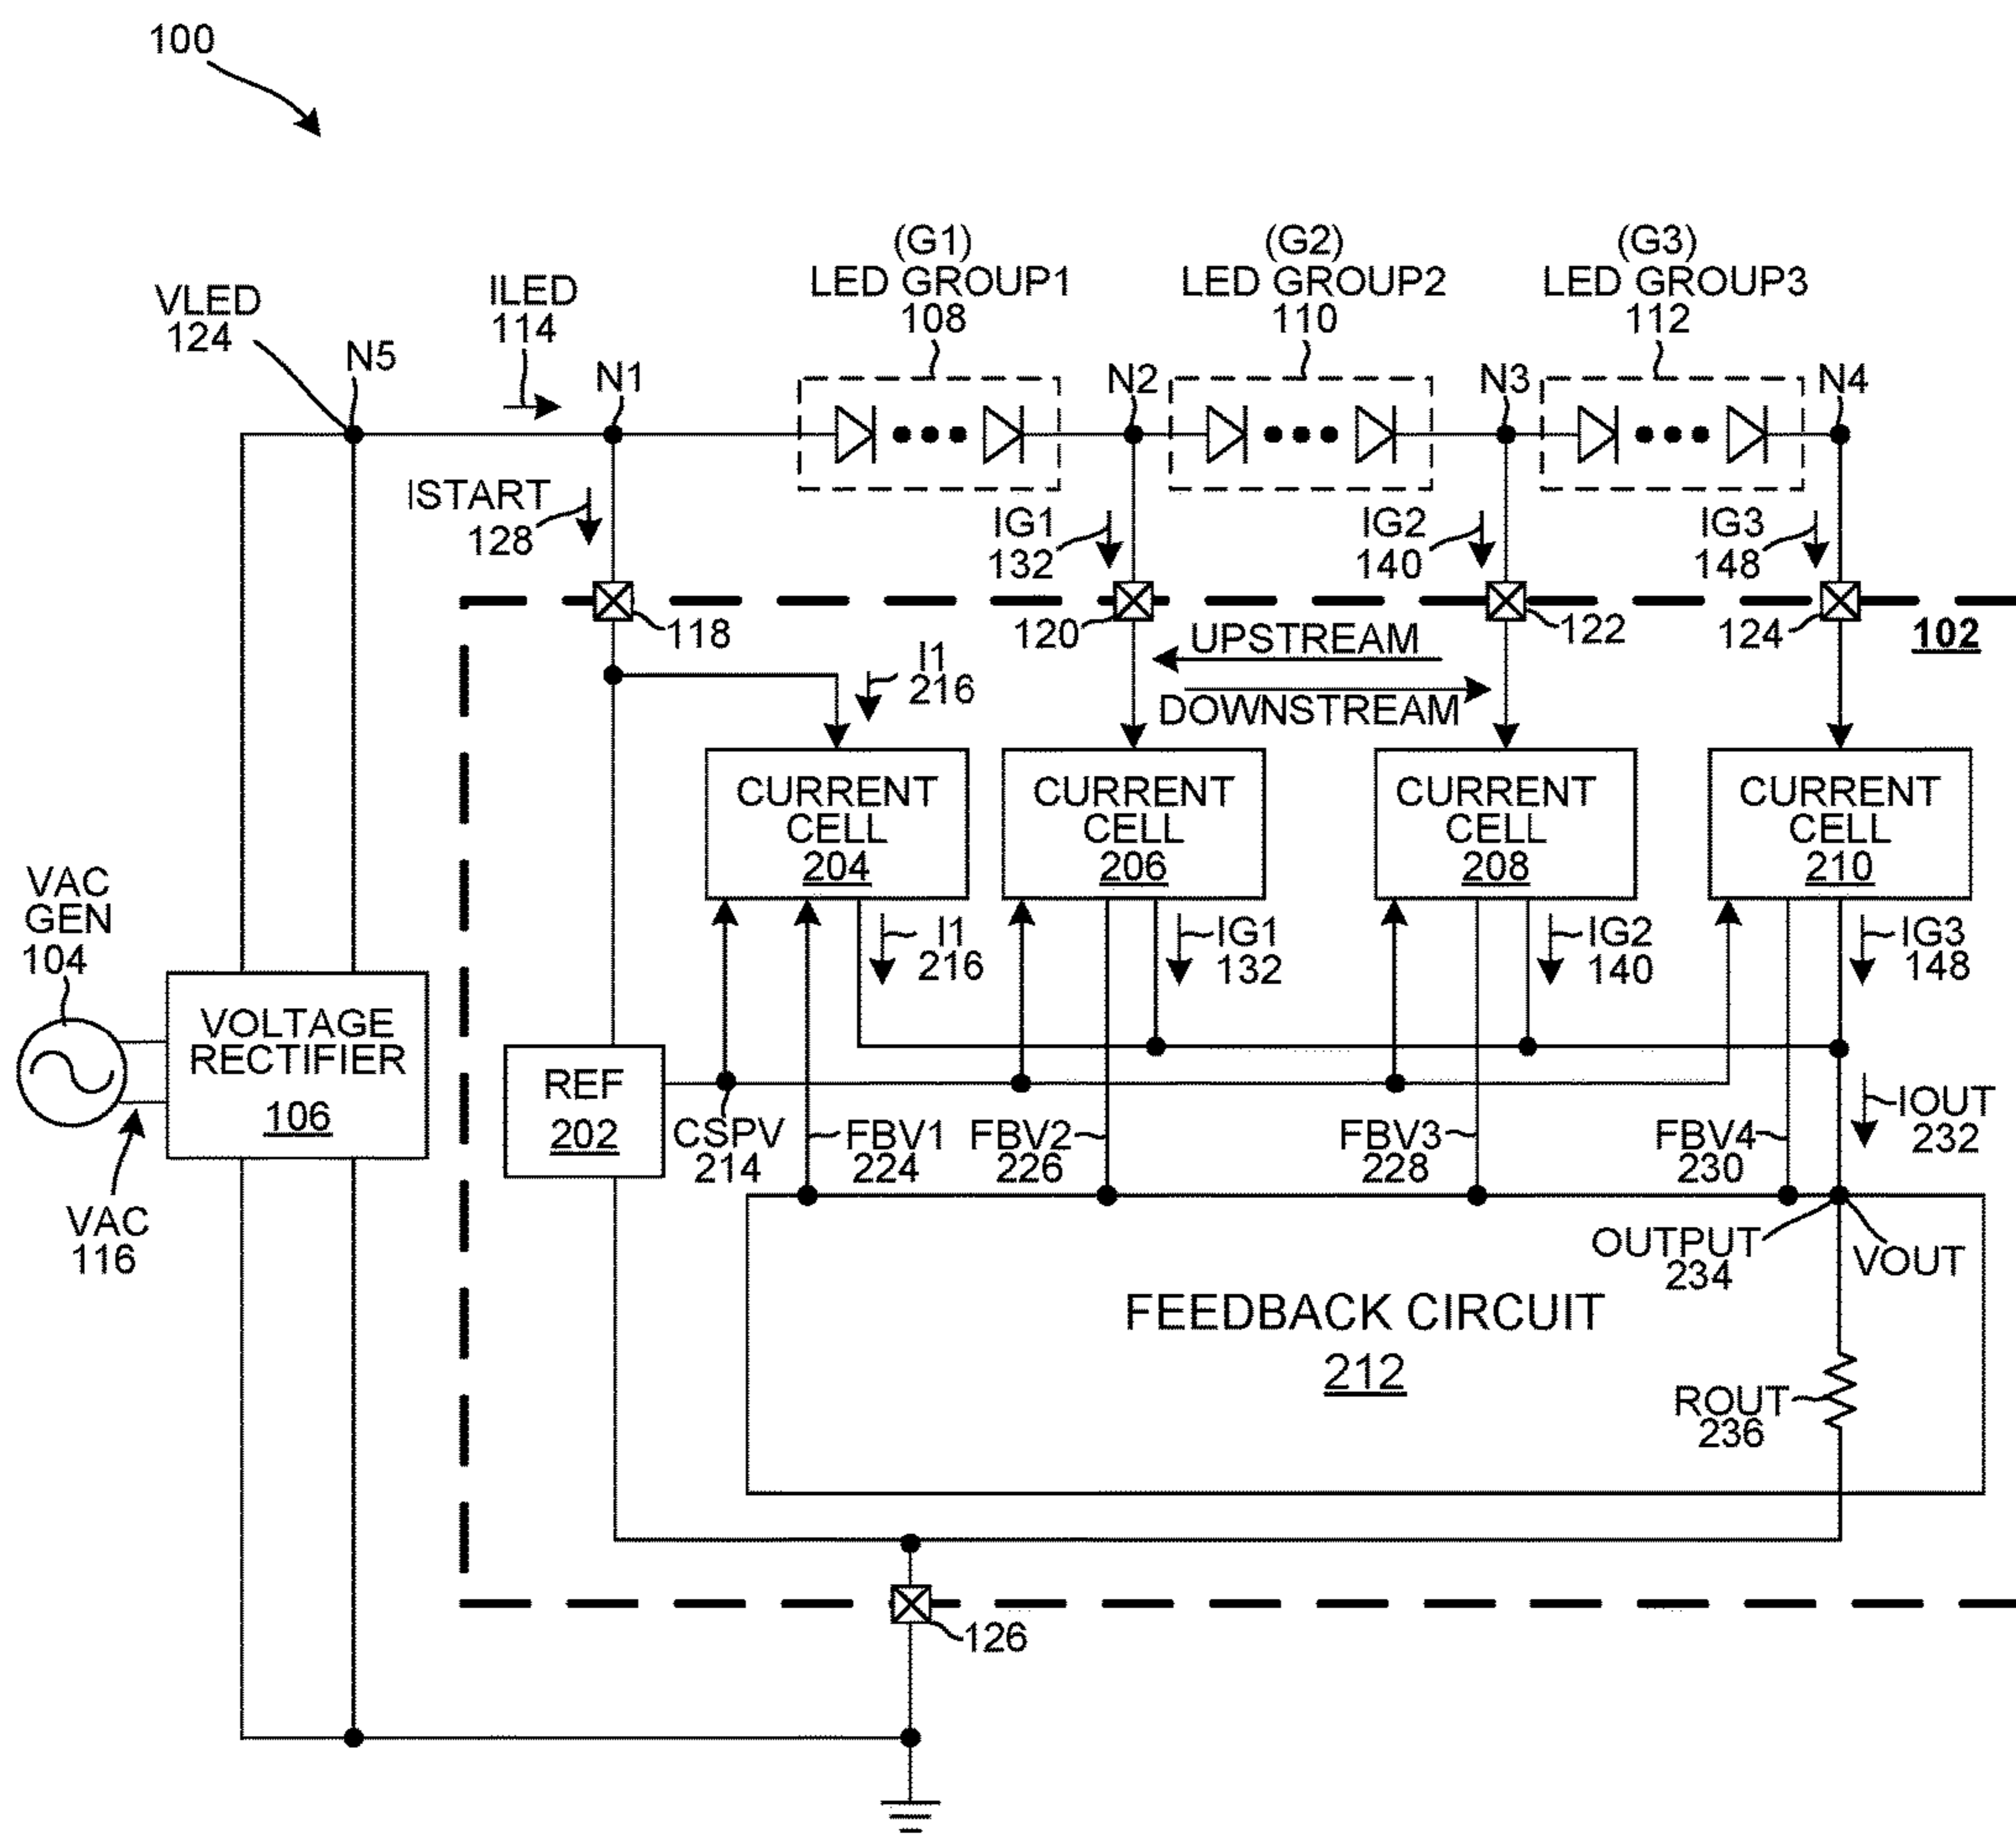 100
(G1)
LED GROUP1
108
(G2)
LED GROUP2
110
(G3)
LED GROUP3
112
VLED
124
N5
ILED
114
N1
N2
N3
N4
ISTART
128
IG1
132
IG2
140
IG3
148
118
120
122
124
102
UPSTREAM
DOWNSTREAM
I1
216
CURRENT
CELL
204
CURRENT
CELL
206
CURRENT
CELL
208
CURRENT
CELL
210
VAC
GEN
104
I1
216
IG1
132
IG2
140
IG3
148
VOLTAGE
RECTIFIER
106
REF
202
CSPV
214
FBV1
224
FBV2
226
FBV3
228
FBV4
230
IOUT
232
VAC
116
OUTPUT
234
VOUT
FEEDBACK CIRCUIT
212
ROUT
236
126